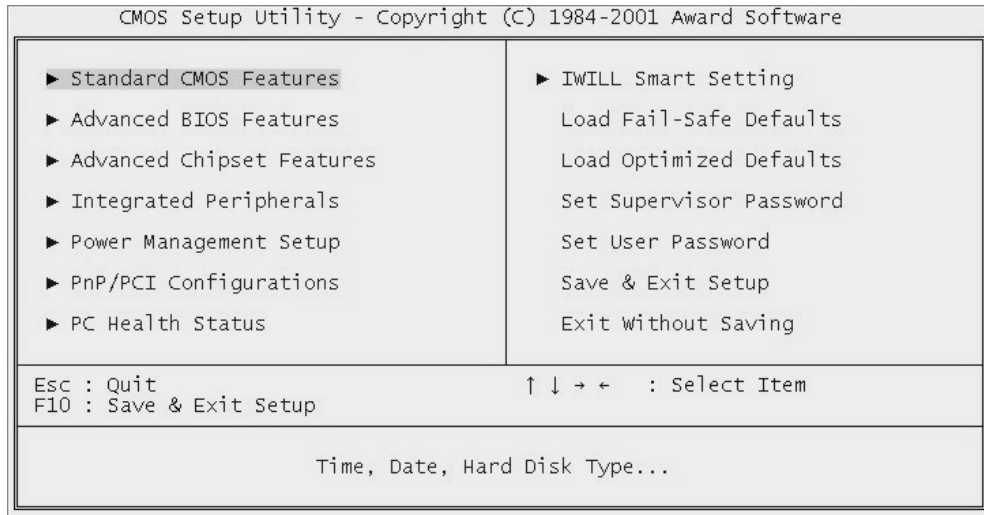 CMOS Setup Utility - Copyright (C) 1984-2001 Award Software
▶ Standard CMOS Features
▶ Advanced BIOS Features
▶ Advanced Chipset Features
▶ Integrated Peripherals
▶ Power Management Setup
▶ PnP/PCI Configurations
▶ PC Health Status
▶ IWILL Smart Setting
Load Fail-Safe Defaults
Load Optimized Defaults
Set Supervisor Password
Set User Password
Save & Exit Setup
Exit Without Saving
Esc : Quit
F10 : Save & Exit Setup
↑ ↓ → ← : Select Item
Time, Date, Hard Disk Type...